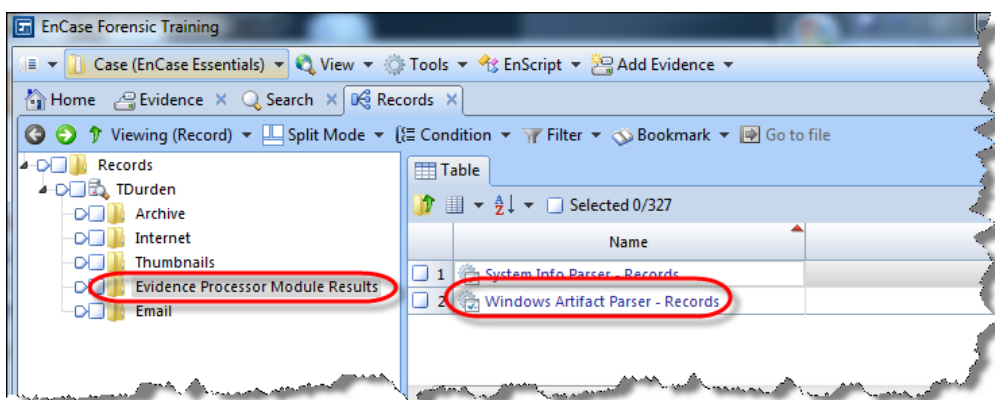 EnCase Forensic Training
Case (EnCase Essentials) View Tools EnScript Add Evidence
Home Evidence Search Records
Viewing (Record) Split Mode Condition Filter Bookmark Go to file
Records
TDurden
Archive
Internet
Thumbnails
Evidence Processor Module Results
Email
Table
Selected 0/327
Name
1 System Info Parser - Records
2 Windows Artifact Parser - Records